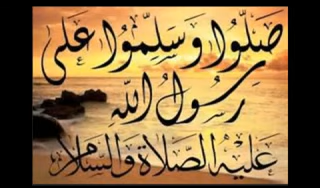 صَلُّوا وَسَلِّمُوا عَلَى
رَسُولُ اللّٰه
عَلَيْهِ الصَّلَاةُ وَالسَّلَام